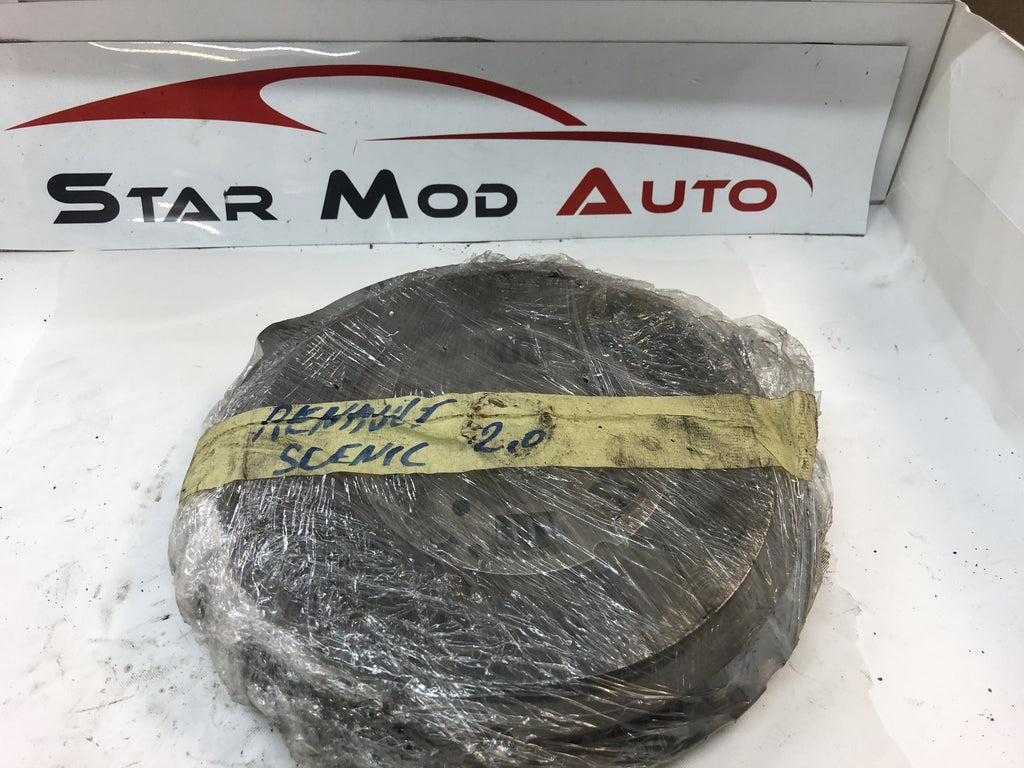 STAR MOD AUTO
RENAULT
SCENIC 2.0